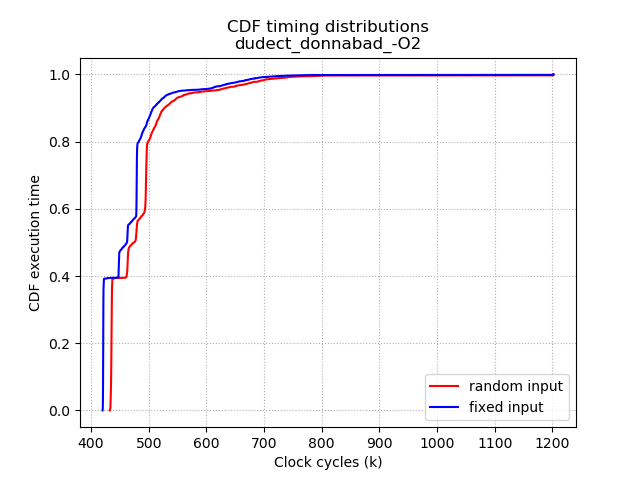 CDF timing distributions
dudect_donnabad_-O2
1.0
0.8
0.6
0.4
0.2
0.0
CDF execution time
400 500 600 700 800 900 1000 1100 1200
Clock cycles (k)
random input
fixed input